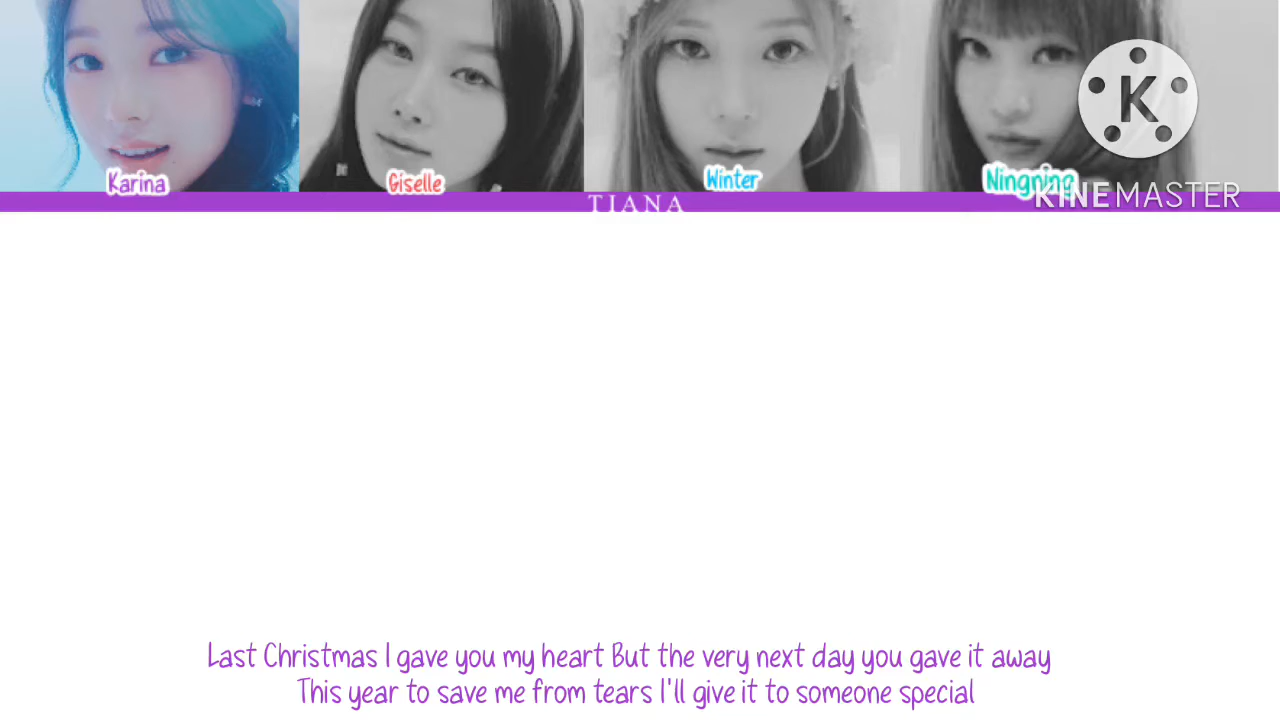 K
Karina
Giselle
Winter
Ningning
KINEMASTER
TIANA
Last Christmas I gave you my heart But the very next day you gave it away
This year to save me from tears I'll give it to someone special